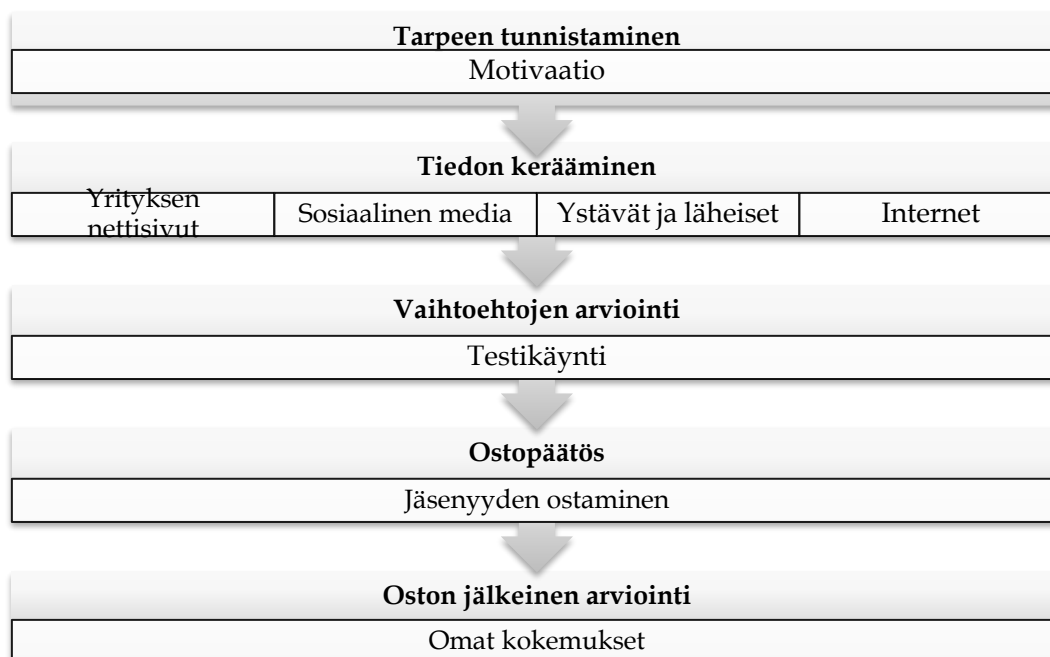 Tarpeen tunnistaminen
Motivaatio
Tiedon kerääminen
Yrityksen
nettisivut
Sosiaalinen media
Ystävät ja läheiset
Internet
Vaihtoehtojen arviointi
Testikäynti
Ostopäätös
Jäsenyyden ostaminen
Oston jälkeinen arviointi
Omat kokemukset